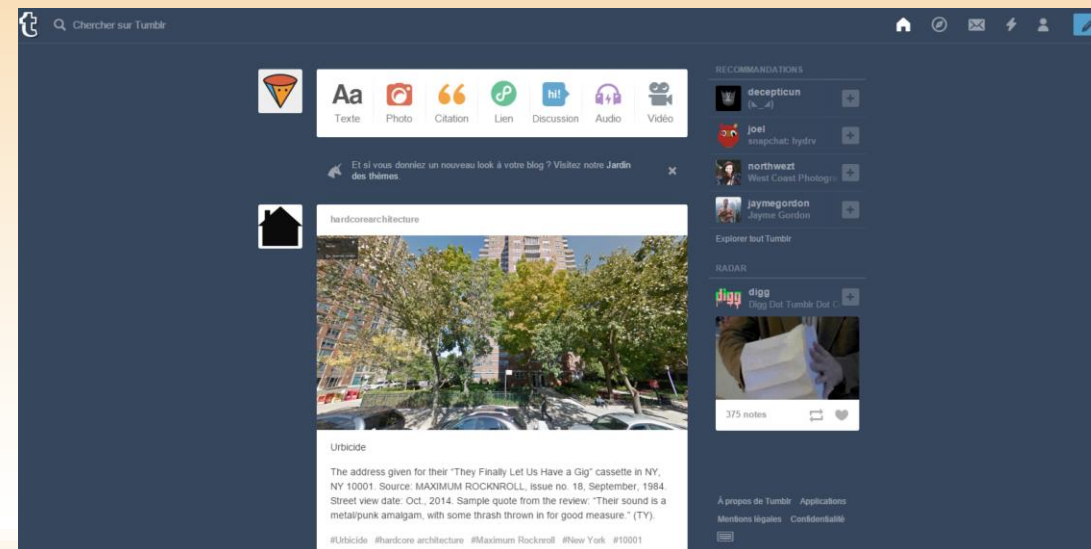 Chercher sur Tumblr
Aa
Texte
Photo
Citation
Lien
hi!
Discussion
Audio
Vidéo
Et si vous donniez un nouveau look à votre blog ? Visitez notre Jardin
des thèmes.
hardcorearchitecture
Urbicide
The address given for their “They Finally Let Us Have a Gig” cassette in NY,
NY 10001. Source: MAXIMUM ROCKNROLL, issue no. 18, September, 1984.
Street view date: Oct., 2014. Sample quote from the review: “Their sound is a
metal/punk amalgam, with some thrash thrown in for good measure.” (TY).
#Urbicide #hardcore architecture #Maximum Rocknroll #New York #10001
RECOMMANDATIONS
decepticun
joel
snapchat: bydrv
northwezt
West Coast Photogra
jaymegordon
Jayme Gordon
Explorer tout Tumblr
RADAR
digg
digg
Digg Dot Tumblr Dot C
375 notes
À propos de Tumblr Applications
Mentions légales Confidentialité